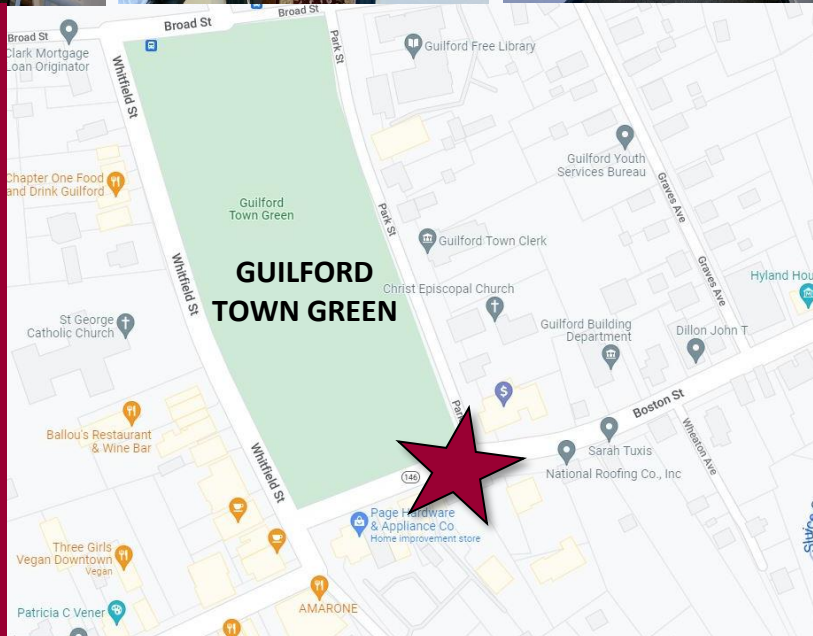 Broad St
Broad St
Broad St
Clark Mortgage
Loan Originator
Park St
Guilford Free Library
Whitfield St
Guilford Youth
Services Bureau
Chapter One Food
and Drink Guilford
Graves Ave
Guilford
Town Green
Park St
Guilford Town Clerk
GUILFORD
TOWN GREEN
Whitfield St
Christ Episcopal Church
Graves Ave
Hyland Hou
St George
Catholic Church
Guilford Building
Department
Dillon John T
$
Boston St
Ballou's Restaurant
& Wine Bar
Par
Sarah Tuxis
Wheaton Ave
Whitfield St
146
National Roofing Co., Inc
Page Hardware
& Appliance Co
Home improvement store
Three Girls
Vegan Downtown
Vegan
AMARONE
Patricia C Vener